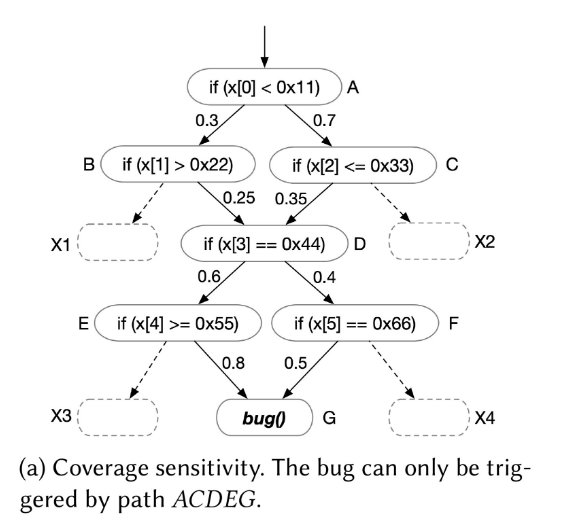 if (x[0] < 0x11) A
0.3 0.7
B if (x[1] > 0x22) if (x[2] <= 0x33) C
0.25 0.35
X1 if (x[3] == 0x44) D X2
0.6 0.4
E if (x[4] >= 0x55) if (x[5] == 0x66) F
0.8 0.5
X3 bug() G X4
(a) Coverage sensitivity. The bug can only be trig-
gered by path ACDEG.